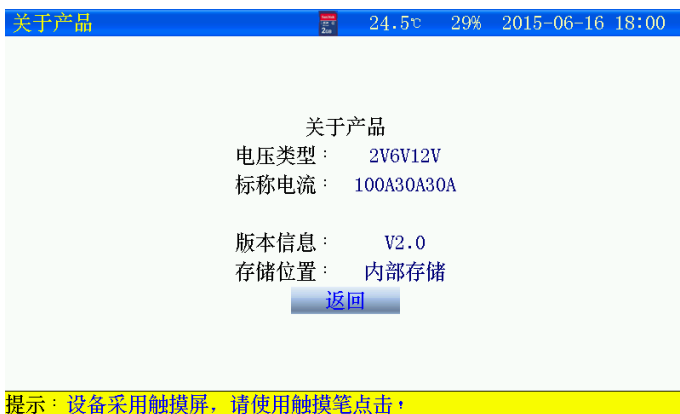 关于产品 24.5℃ 29% 2015-06-16 18:00
关于产品
电压类型： 2V6V12V
标称电流： 100A30A30A
版本信息： V2.0
存储位置： 内部存储
返回
提示：设备采用触摸屏，请使用触摸笔点击！